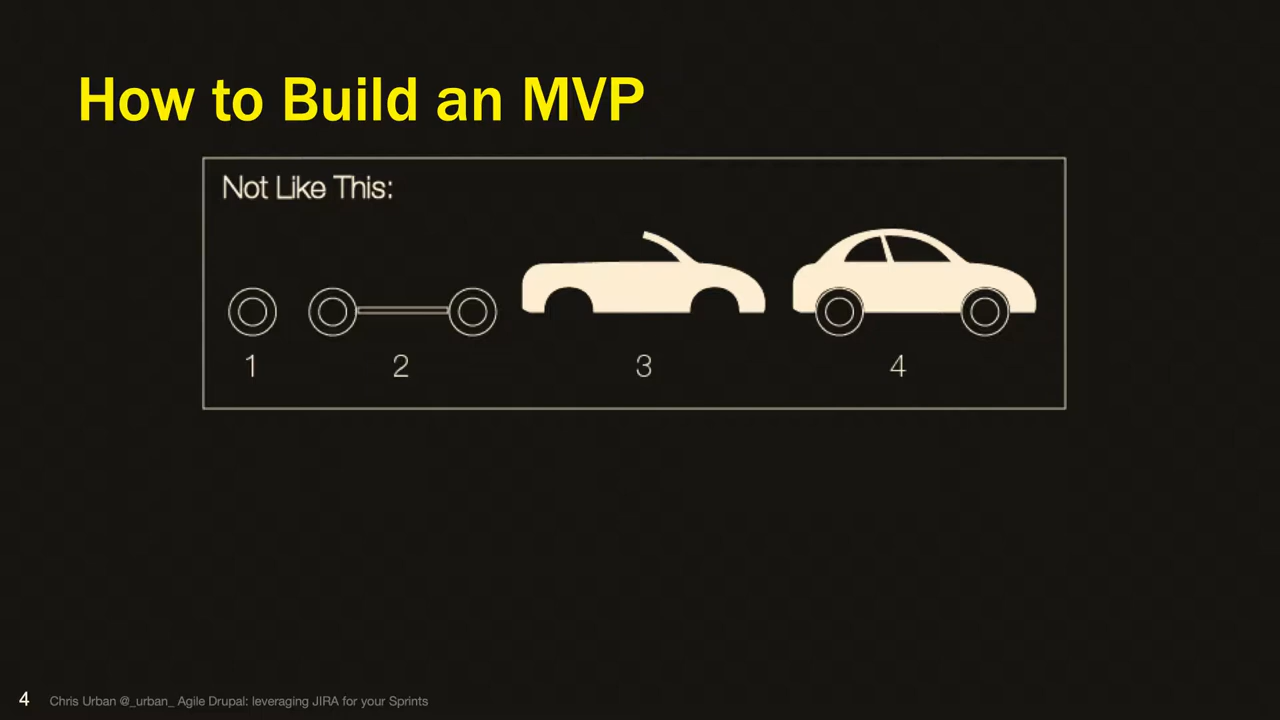 How to Build an MVP
Not Like This:
1 2 3 4
4 Chris Urban @_urban_ Agile Drupal: leveraging JIRA for your Sprints